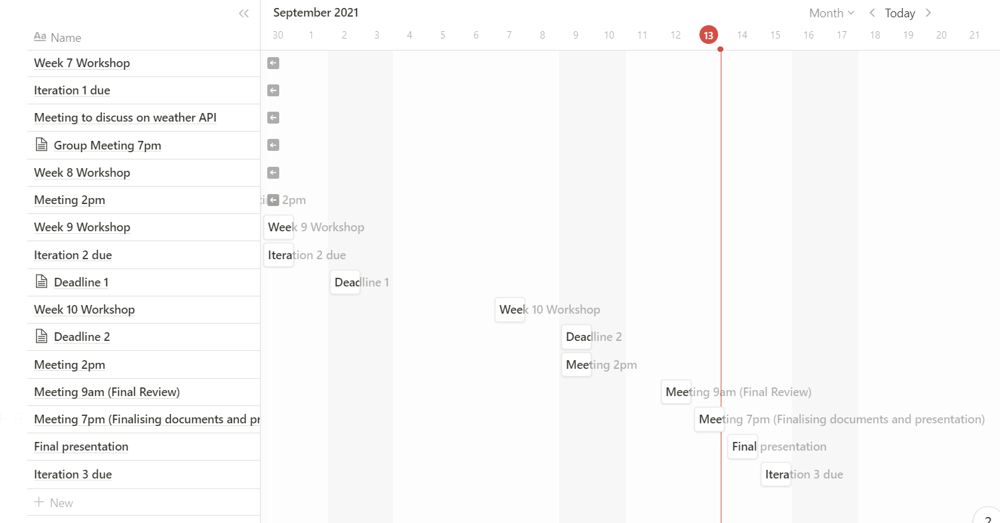 September 2021
Month
Today
Aa Name
30 1 2 3 4 5 6 7 8 9 10 11 12 13 14 15 16 17 18 19 20 21
Week 7 Workshop
Iteration 1 due
Meeting to discuss on weather API
Group Meeting 7pm
Week 8 Workshop
Meeting 2pm 2pm
Week 9 Workshop Week 9 Workshop
Iteration 2 due Iteration 2 due
Deadline 1 Deadline 1
Week 10 Workshop Week 10 Workshop
Deadline 2 Deadline 2
Meeting 2pm Meeting 2pm
Meeting 9am (Final Review) Meeting 9am (Final Review)
Meeting 7pm (Finalising documents and pr Meeting 7pm (Finalising documents and presentation)
Final presentation Final presentation
Iteration 3 due Iteration 3 due
+ New